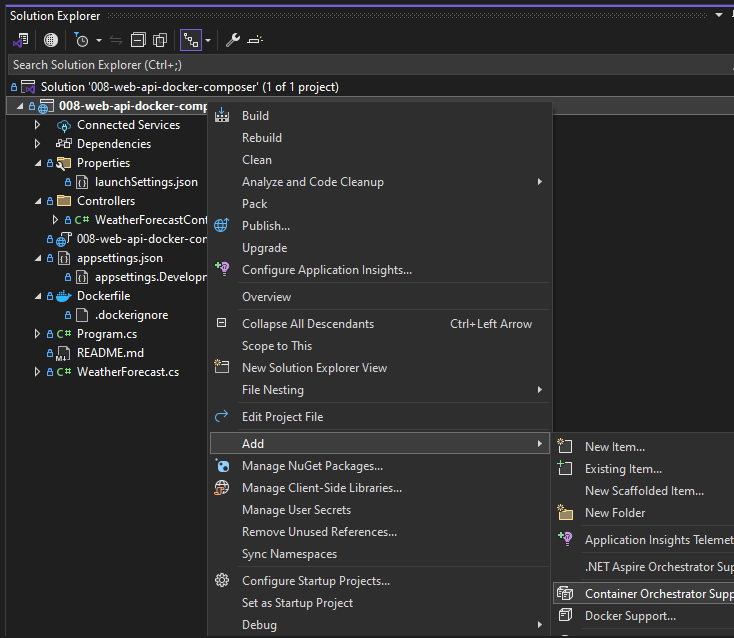 Solution Explorer
Search Solution Explorer (Ctrl+;)
Solution '008-web-api-docker-composer' (1 of 1 project)
008-web-api-docker-comp
Connected Services
Dependencies
Properties
launchSettings.json
Controllers
C# WeatherForecastCont
008-web-api-docker-cor
appsettings.json
appsettings.Develop
Dockerfile
.dockerignore
C# Program.cs
README.md
C# WeatherForecast.cs
Build
Rebuild
Clean
Analyze and Code Cleanup
Pack
Publish...
Upgrade
Configure Application Insights...
Overview
Collapse All Descendants Ctrl+Left Arrow
Scope to This
New Solution Explorer View
File Nesting
Edit Project File
Add
Manage NuGet Packages...
Manage Client-Side Libraries...
Manage User Secrets
Remove Unused References...
Sync Namespaces
Configure Startup Projects...
Set as Startup Project
Debug
New Item...
Existing Item...
New Scaffolded Item...
New Folder
Application Insights Telemet
.NET Aspire Orchestrator Sup
Container Orchestrator Supp
Docker Support...